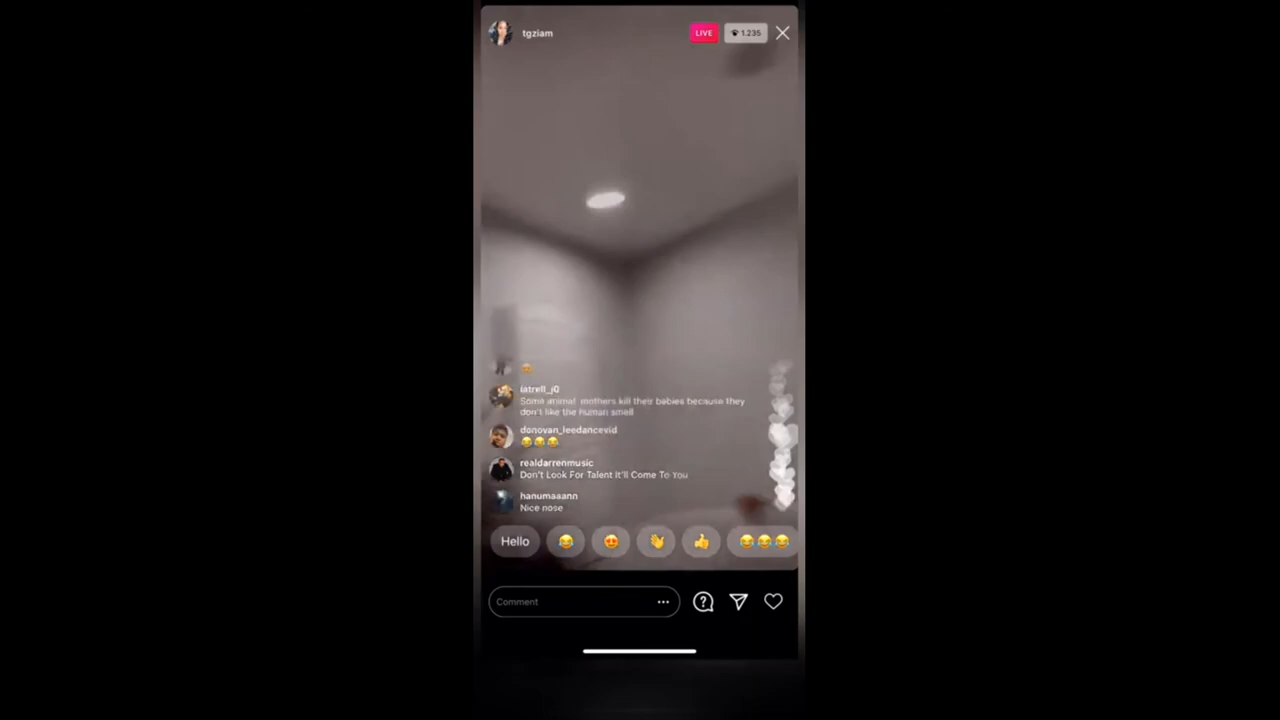 tgziam
LIVE
1.235
iatrell_j0
Some animal mothers kill their babies because they
don't like the human smell
donovan_leedancevid
😂😂😂
realdarrenmusic
Don't Look For Talent It'll Come To You
hanumaaann
Nice nose
Hello 😂 😍 👋 👍 😂😂😂
Comment